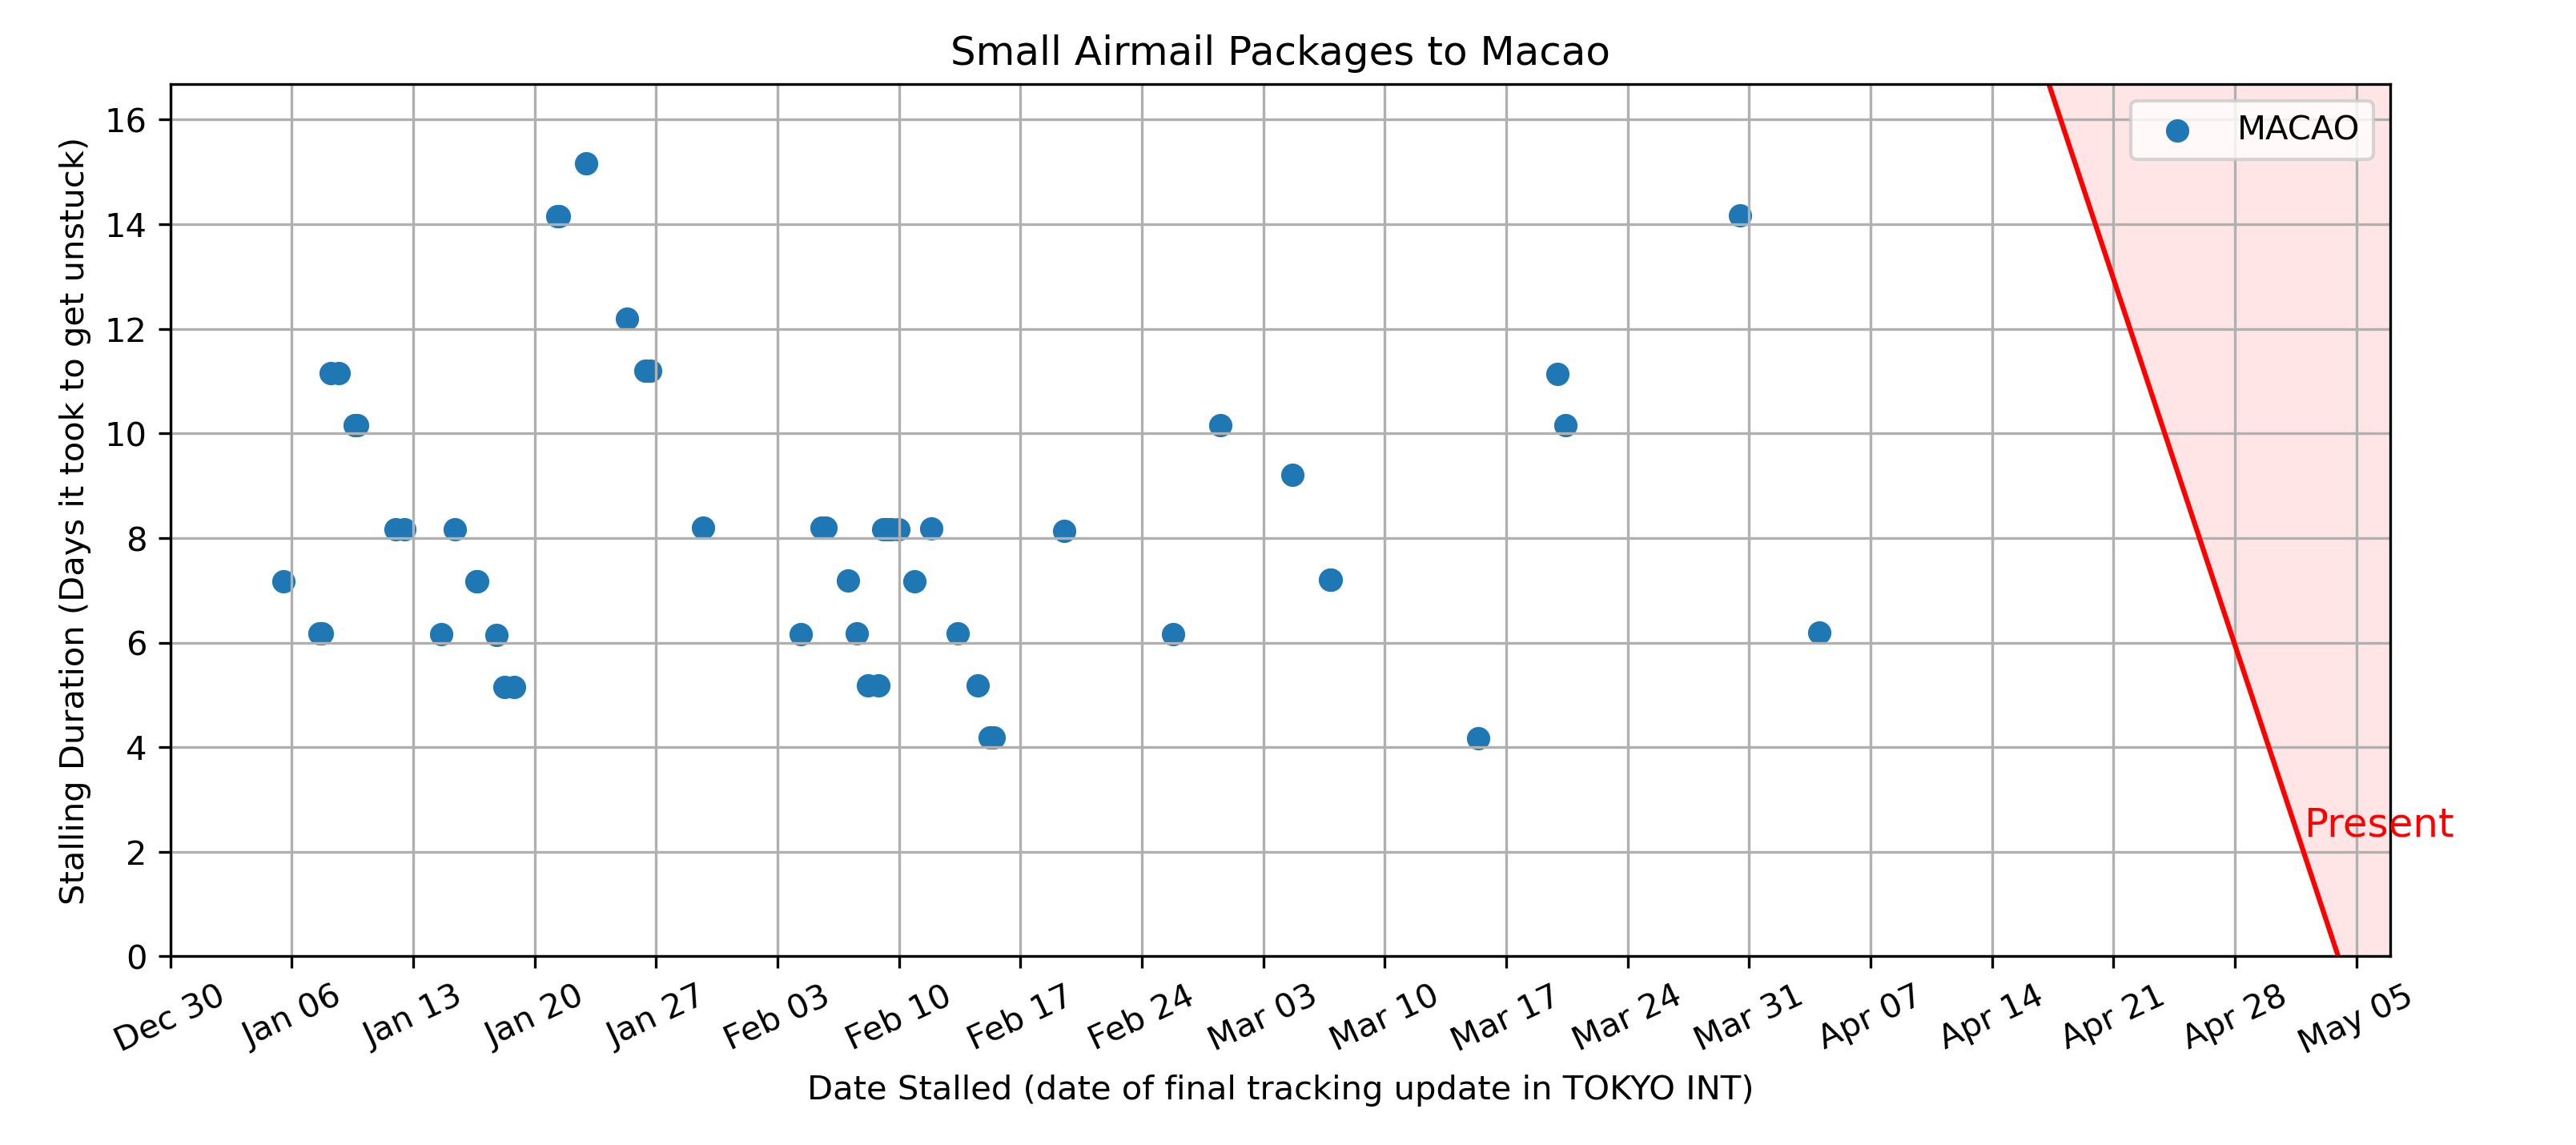 Small Airmail Packages to Macao
Stalling Duration (Days it took to get unstuck)
16
14
12
10
8
6
4
2
0
MACAO
Present
Dec 30
Jan 06
Jan 13
Jan 20
Jan 27
Feb 03
Feb 10
Feb 17
Feb 24
Mar 03
Mar 10
Mar 17
Mar 24
Mar 31
Apr 07
Apr 14
Apr 21
Apr 28
May 05
Date Stalled (date of final tracking update in TOKYO INT)